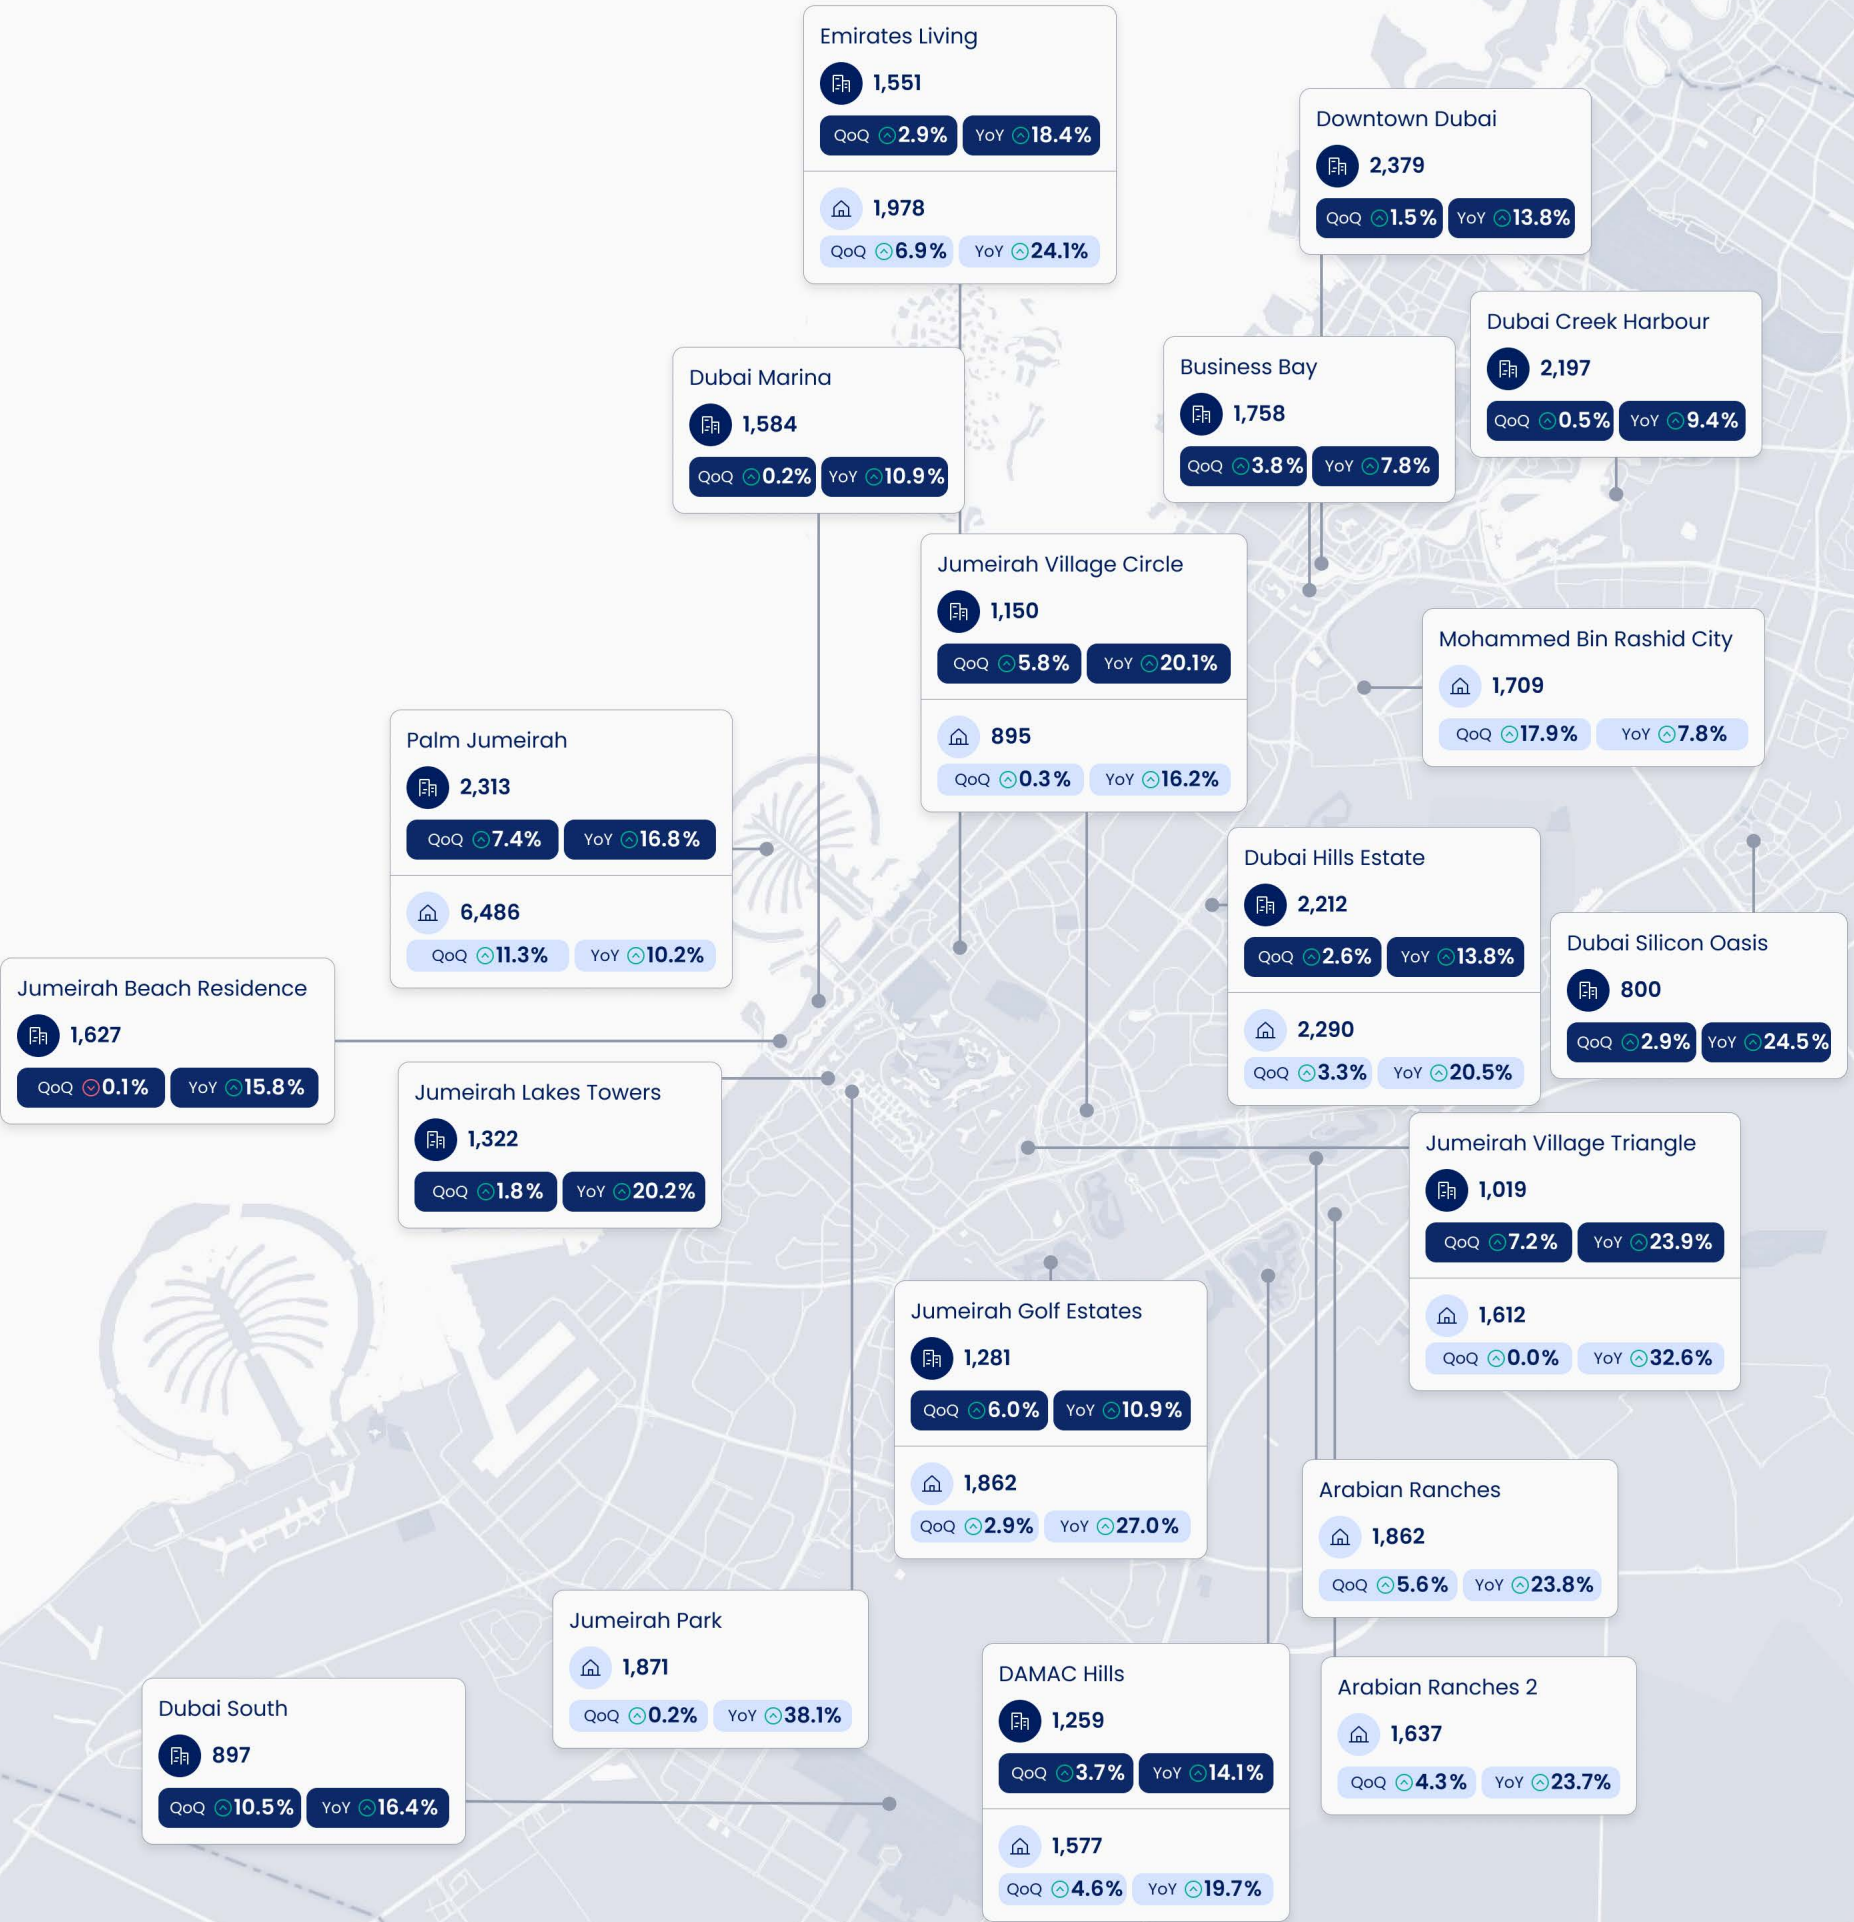 Emirates Living
1,551
QoQ 2.9% YoY 18.4%
1,978
QoQ 6.9% YoY 24.1%
Downtown Dubai
2,379
QoQ 1.5% YoY 13.8%
Dubai Creek Harbour
2,197
QoQ 0.5% YoY 9.4%
Business Bay
1,758
QoQ 3.8% YoY 7.8%
Dubai Marina
1,584
QoQ 0.2% YoY 10.9%
Jumeirah Village Circle
1,150
QoQ 5.8% YoY 20.1%
895
QoQ 0.3% YoY 16.2%
Mohammed Bin Rashid City
1,709
QoQ 17.9% YoY 7.8%
Palm Jumeirah
2,313
QoQ 7.4% YoY 16.8%
6,486
QoQ 11.3% YoY 10.2%
Dubai Hills Estate
2,212
QoQ 2.6% YoY 13.8%
2,290
QoQ 3.3% YoY 20.5%
Dubai Silicon Oasis
800
QoQ 2.9% YoY 24.5%
Jumeirah Beach Residence
1,627
QoQ 0.1% YoY 15.8%
Jumeirah Lakes Towers
1,322
QoQ 1.8% YoY 20.2%
Jumeirah Village Triangle
1,019
QoQ 7.2% YoY 23.9%
1,612
QoQ 0.0% YoY 32.6%
Jumeirah Golf Estates
1,281
QoQ 6.0% YoY 10.9%
1,862
QoQ 2.9% YoY 27.0%
Arabian Ranches
1,862
QoQ 5.6% YoY 23.8%
Jumeirah Park
1,871
QoQ 0.2% YoY 38.1%
DAMAC Hills
1,259
QoQ 3.7% YoY 14.1%
1,577
QoQ 4.6% YoY 19.7%
Arabian Ranches 2
1,637
QoQ 4.3% YoY 23.7%
Dubai South
897
QoQ 10.5% YoY 16.4%